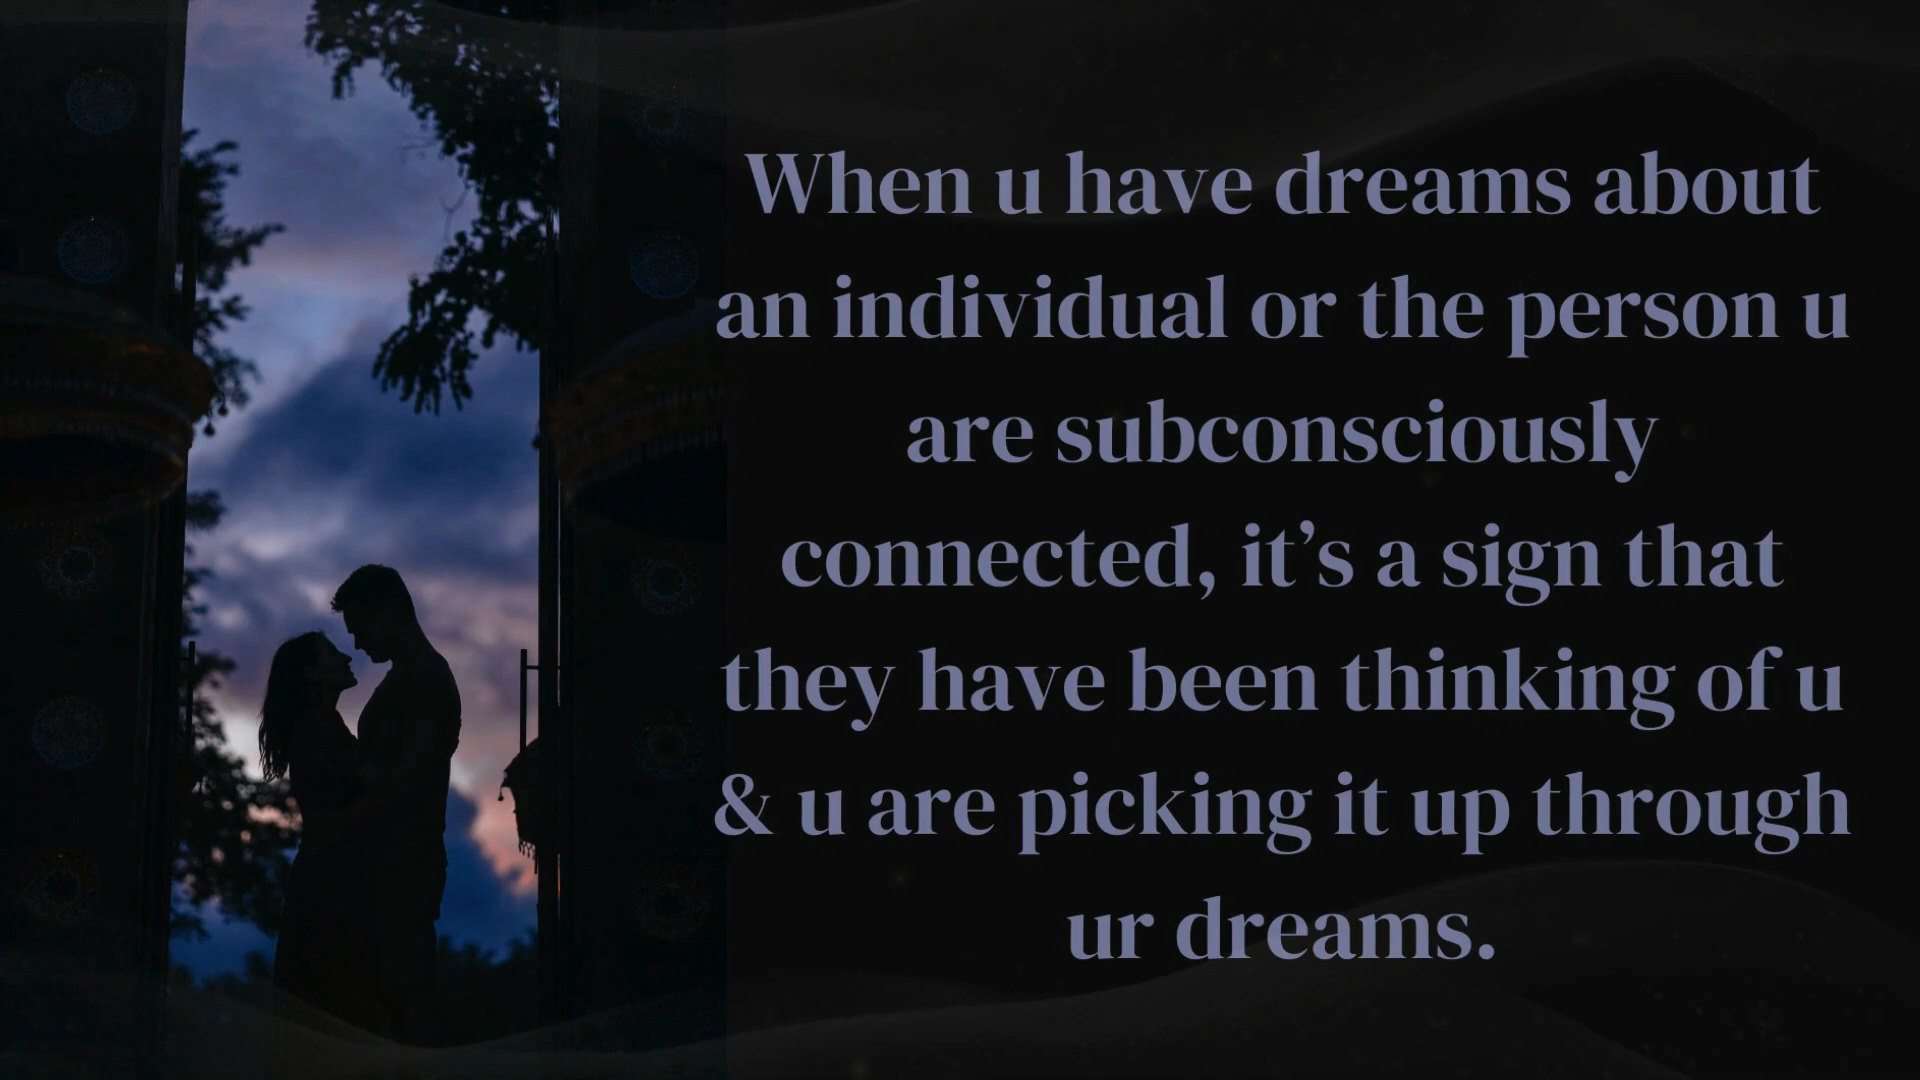 When u have dreams about
an individual or the person u
are subconsciously
connected, it’s a sign that
they have been thinking of u
& u are picking it up through
ur dreams.